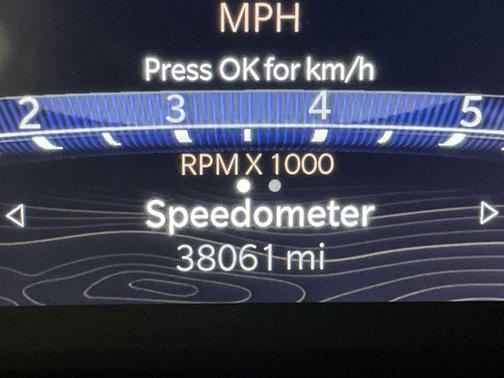 MPH
Press OK for km/h
2 3 4 5
RPM X 1000
Speedometer
38061 mi